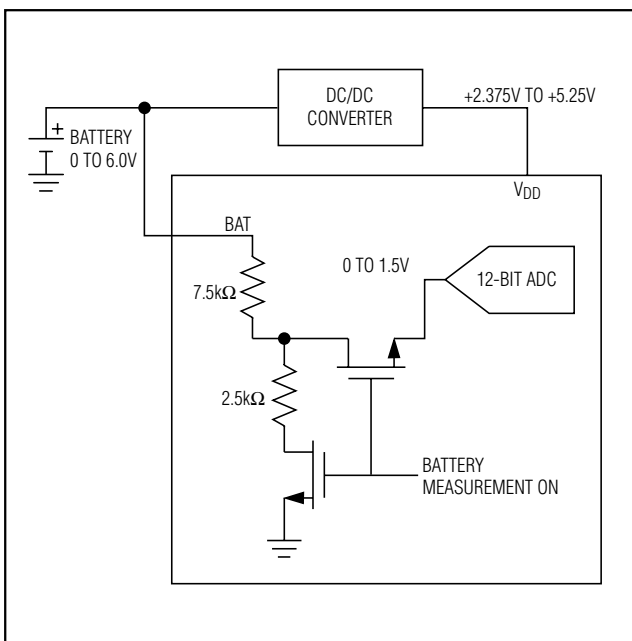 DC/DC
CONVERTER
+2.375V TO +5.25V
+
BATTERY
0 TO 6.0V
VDD
BAT
0 TO 1.5V
12-BIT ADC
7.5kΩ
2.5kΩ
BATTERY
MEASUREMENT ON